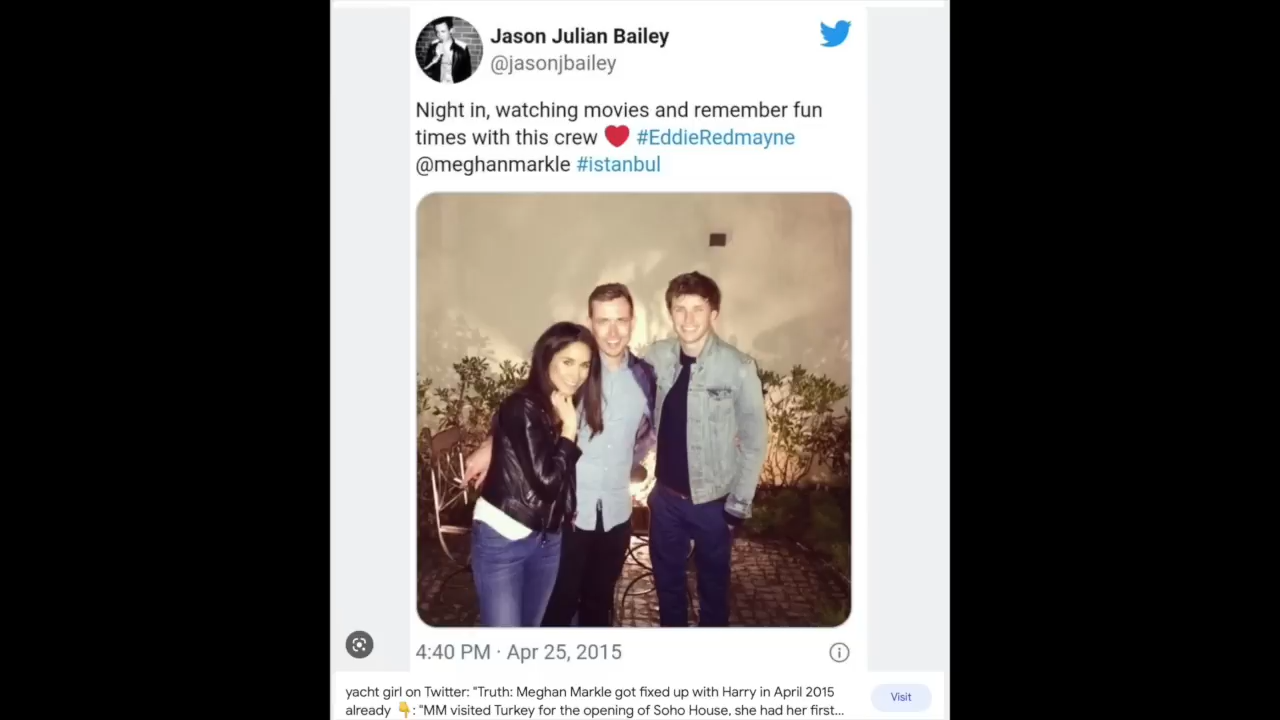 Jason Julian Bailey
@jasonjbailey
Night in, watching movies and remember fun
times with this crew ❤️ #EddieRedmayne
@meghanmarkle #istanbul
4:40 PM · Apr 25, 2015
yacht girl on Twitter: "Truth: Meghan Markle got fixed up with Harry in April 2015
already 👇: "MM visited Turkey for the opening of Soho House, she had her first...
Visit